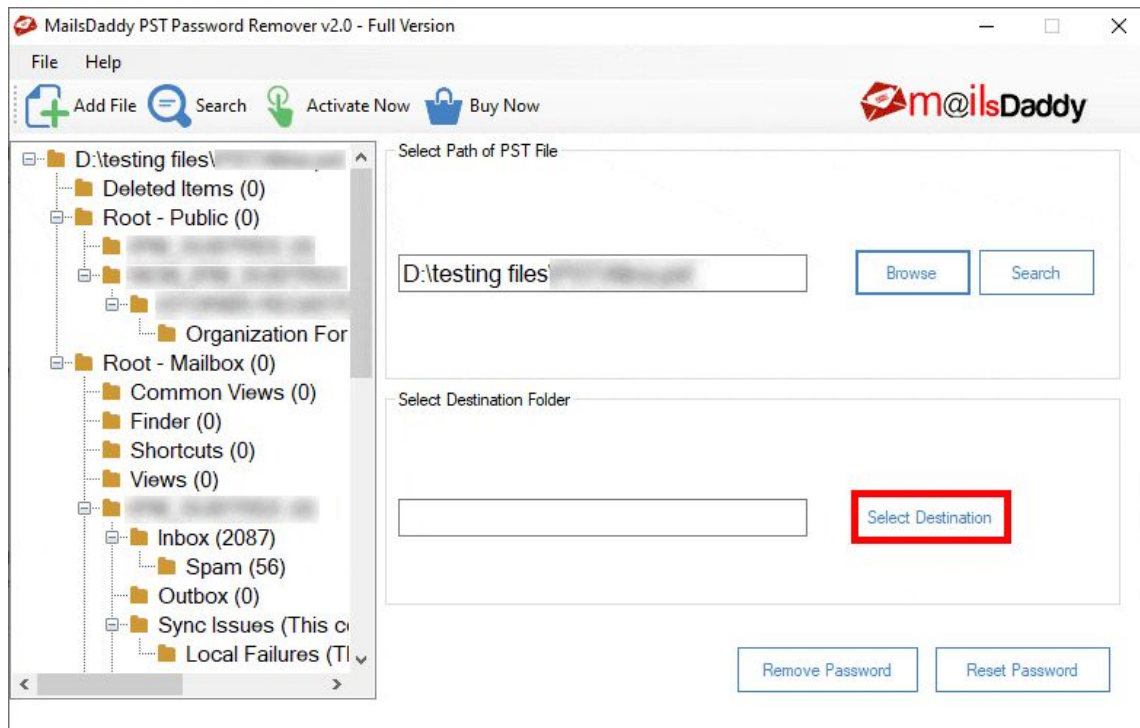 MailsDaddy PST Password Remover v2.0 - Full Version
File Help
Add File Search Activate Now Buy Now
m@ilsDaddy
D:\testing files\
Deleted Items (0)
Root - Public (0)
Organization For
Root - Mailbox (0)
Common Views (0)
Finder (0)
Shortcuts (0)
Views (0)
Inbox (2087)
Spam (56)
Outbox (0)
Sync Issues (This
Local Failures
Select Path of PST File
D:\testing files\
Browse Search
Select Destination Folder
Select Destination
Remove Password Reset Password